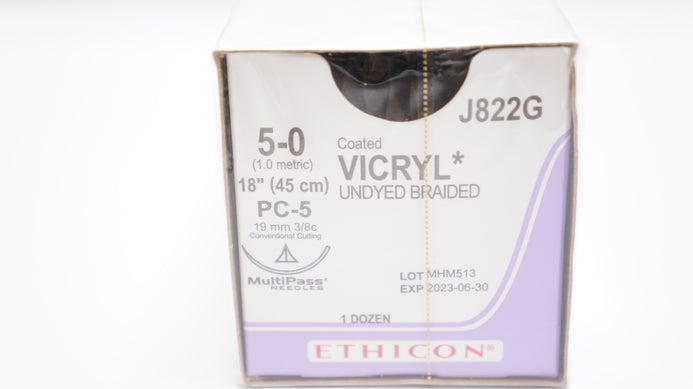 J822G
5-0
(1.0 metric)
18" (45 cm)
PC-5
19 mm 3/8c
Conventional Cutting
MultiPass®
NEEDLES
Coated
VICRYL*
UNDYED BRAIDED
LOT MHM513
EXP 2023-06-30
1 DOZEN
ETHICON®